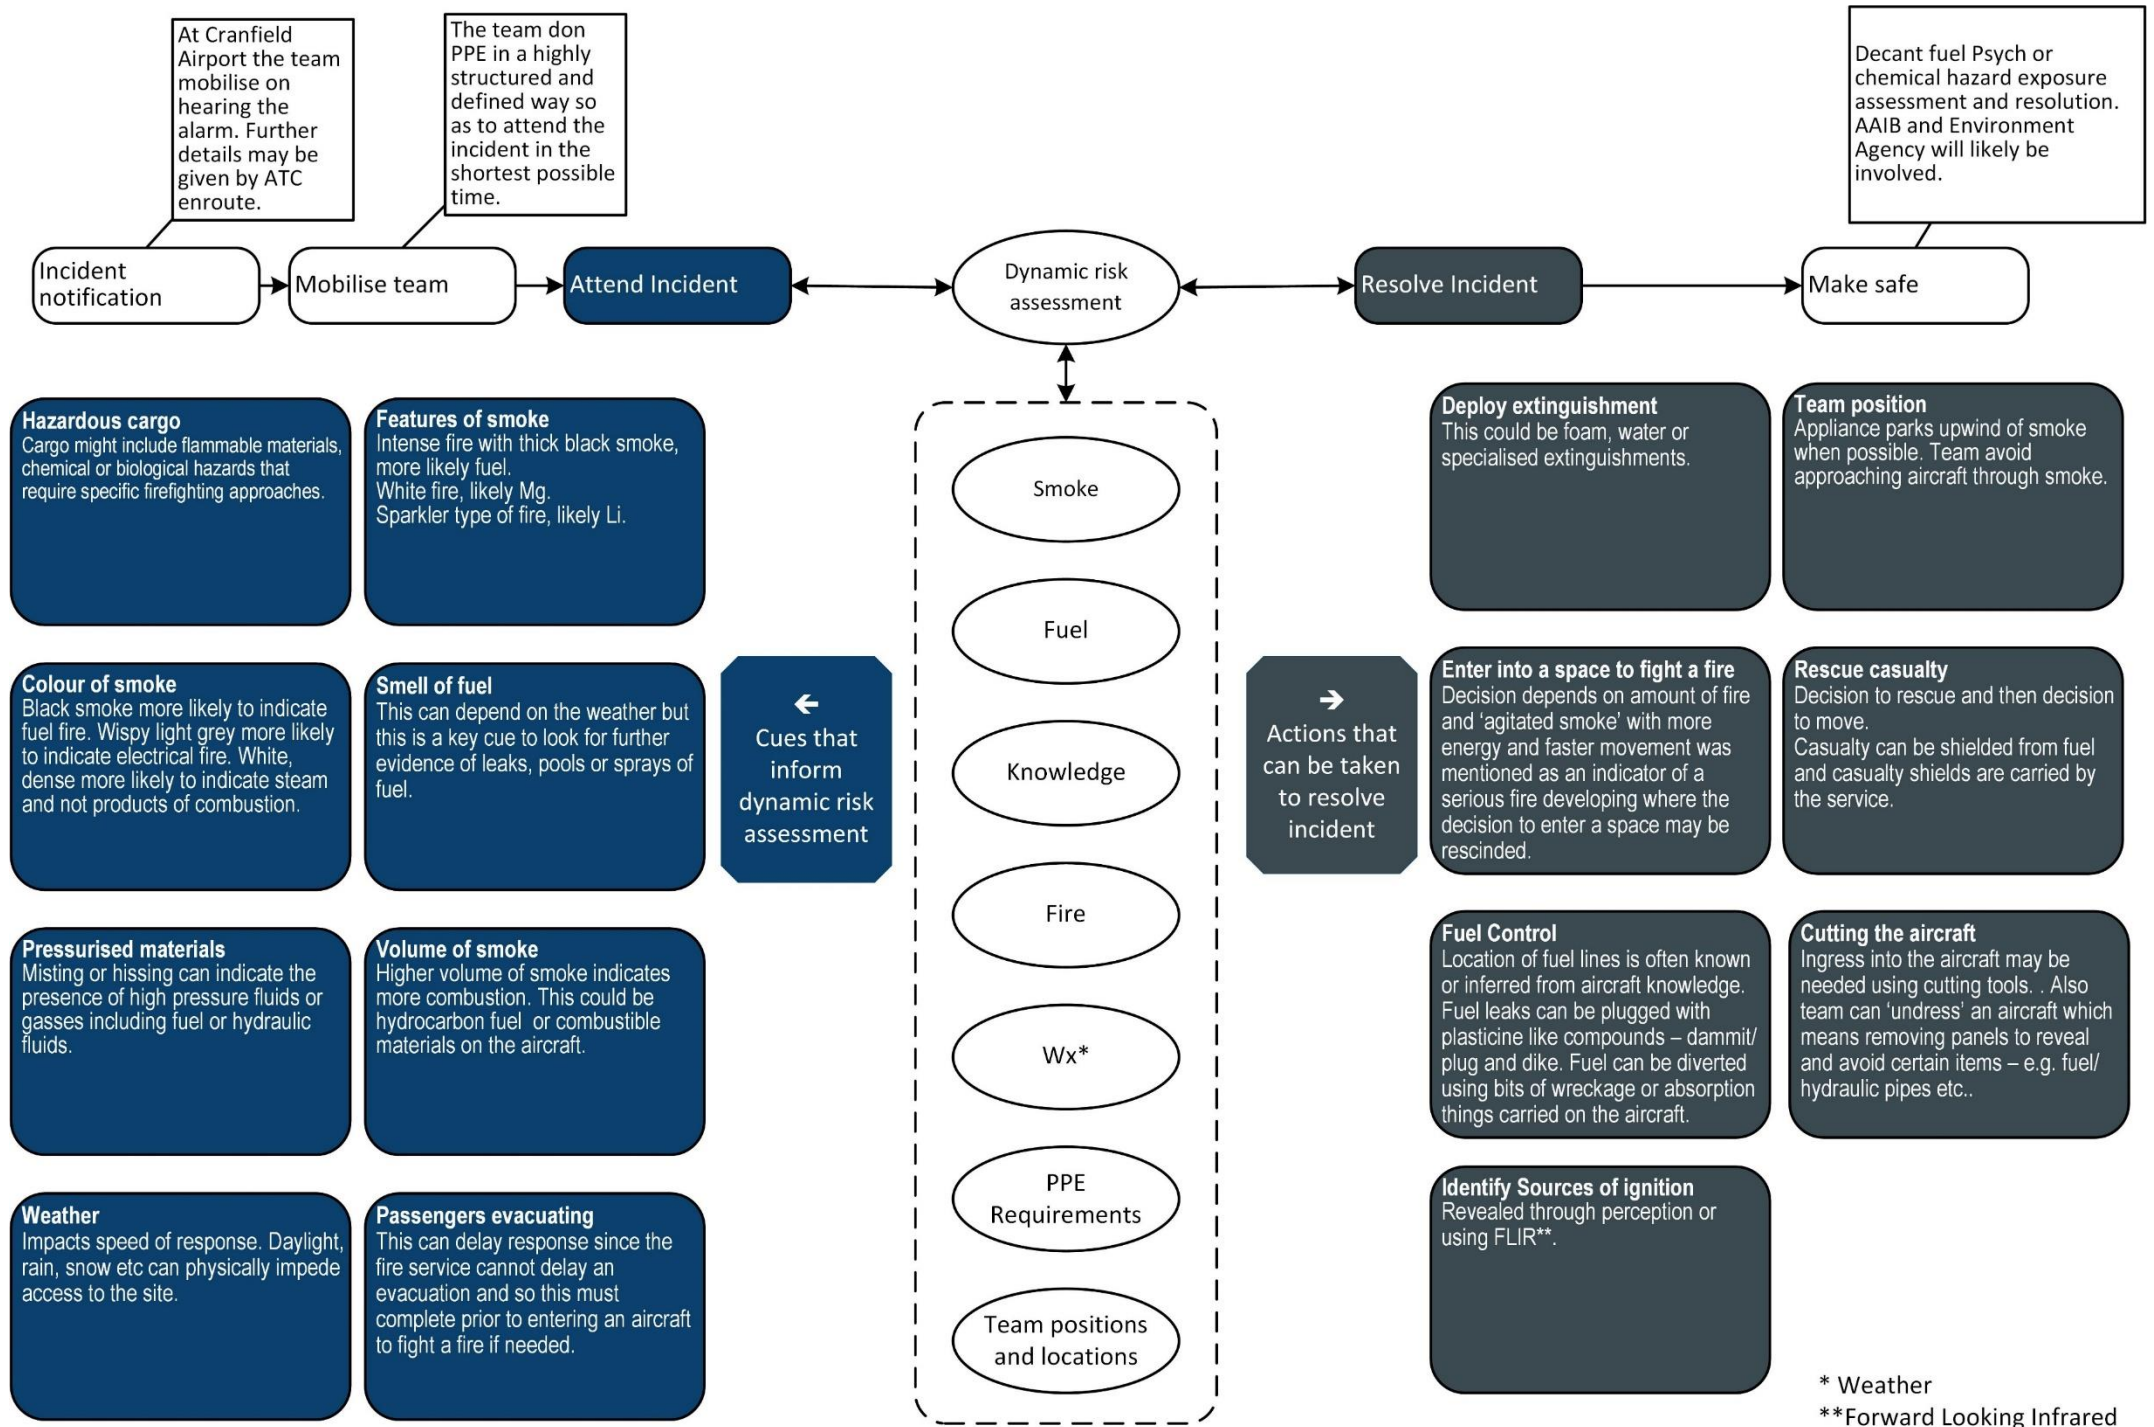 At Cranfield
Airport the team
mobilise on
hearing the
alarm. Further
details may be
given by ATC
enroute.
The team don
PPE in a highly
structured and
defined way so
as to attend the
incident in the
shortest possible
time.
Decant fuel Psych or
chemical hazard exposure
assessment and resolution.
AAIB and Environment
Agency will likely be
involved.
Incident
notification
Mobilise team
Attend Incident
Dynamic risk
assessment
Resolve Incident
Make safe
Hazardous cargo
Cargo might include flammable materials,
chemical or biological hazards that
require specific firefighting approaches.
Features of smoke
Intense fire with thick black smoke,
more likely fuel.
White fire, likely Mg.
Sparkler type of fire, likely Li.
Colour of smoke
Black smoke more likely to indicate
fuel fire. Wispy light grey more likely
to indicate electrical fire. White,
dense more likely to indicate steam
and not products of combustion.
Smell of fuel
This can depend on the weather but
this is a key cue to look for further
evidence of leaks, pools or sprays of
fuel.
Pressurised materials
Misting or hissing can indicate the
presence of high pressure fluids or
gasses including fuel or hydraulic
fluids.
Volume of smoke
Higher volume of smoke indicates
more combustion. This could be
hydrocarbon fuel or combustible
materials on the aircraft.
Weather
Impacts speed of response. Daylight,
rain, snow etc can physically impede
access to the site.
Passengers evacuating
This can delay response since the
fire service cannot delay an
evacuation and so this must
complete prior to entering an aircraft
to fight a fire if needed.
←
Cues that
inform
dynamic risk
assessment
Smoke
Fuel
Knowledge
Fire
Wx*
PPE
Requirements
Team positions
and locations
→
Actions that
can be taken
to resolve
incident
Deploy extinguishment
This could be foam, water or
specialised extinguishments.
Team position
Appliance parks upwind of smoke
when possible. Team avoid
approaching aircraft through smoke.
Enter into a space to fight a fire
Decision depends on amount of fire
and ‘agitated smoke’ with more
energy and faster movement was
mentioned as an indicator of a
serious fire developing where the
decision to enter a space may be
rescinded.
Rescue casualty
Decision to rescue and then decision
to move.
Casualty can be shielded from fuel
and casualty shields are carried by
the service.
Fuel Control
Location of fuel lines is often known
or inferred from aircraft knowledge.
Fuel leaks can be plugged with
plasticine like compounds – dammit/
plug and dike. Fuel can be diverted
using bits of wreckage or absorption
things carried on the aircraft.
Cutting the aircraft
Ingress into the aircraft may be
needed using cutting tools. . Also
team can ‘undress’ an aircraft which
means removing panels to reveal
and avoid certain items – e.g. fuel/
hydraulic pipes etc..
Identify Sources of ignition
Revealed through perception or
using FLIR**.
* Weather
**Forward Looking Infrared